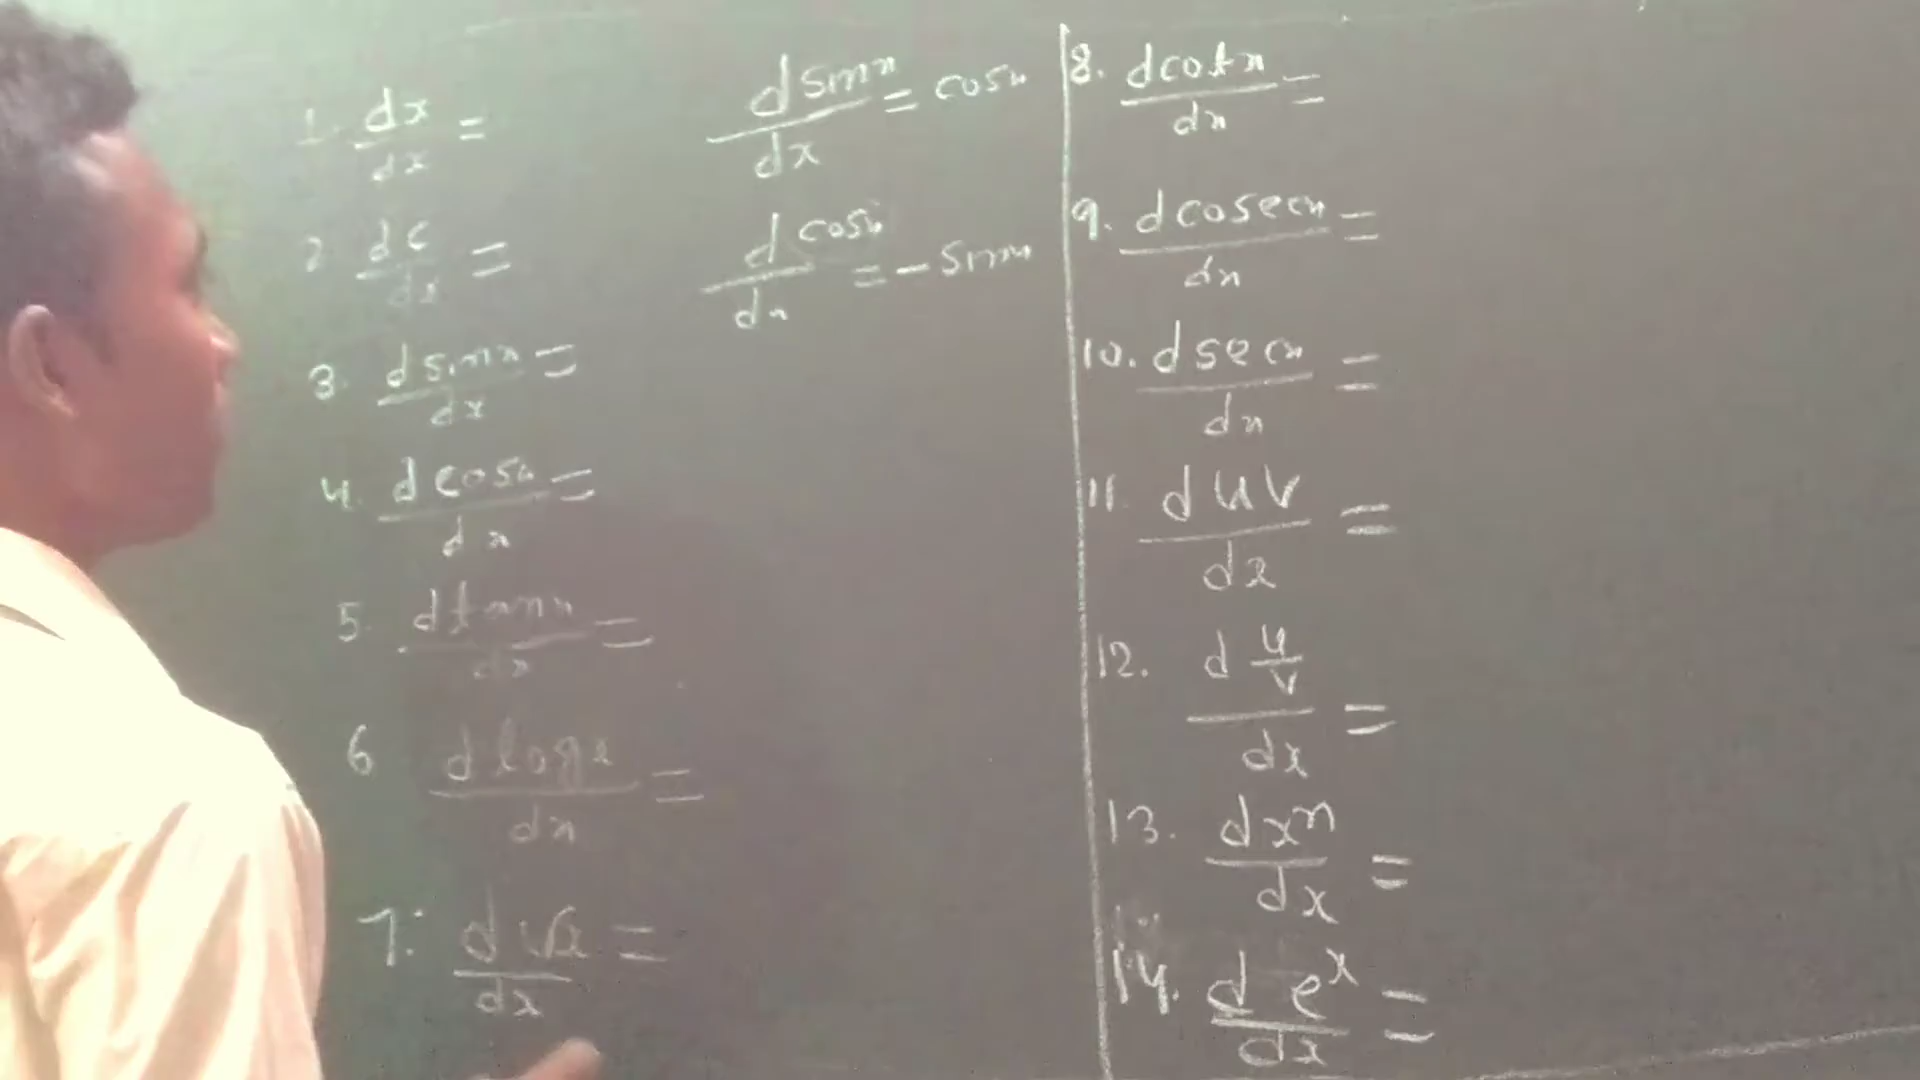 1. dx/dx =
2 dc/dx =
3. d sinx/dx =
4. d cosx/dx =
5. d tanx/dx =
6 d logx/dx =
7. d √x/dx =
d sinx/dx = cosx
d cosx/dx = - sinx
8. d cotx/dx =
9. d cosecx/dx =
10. d secx/dx =
11. d uv/dx =
12. d u/v/dx =
13. d xⁿ/dx =
14. d eˣ/dx =